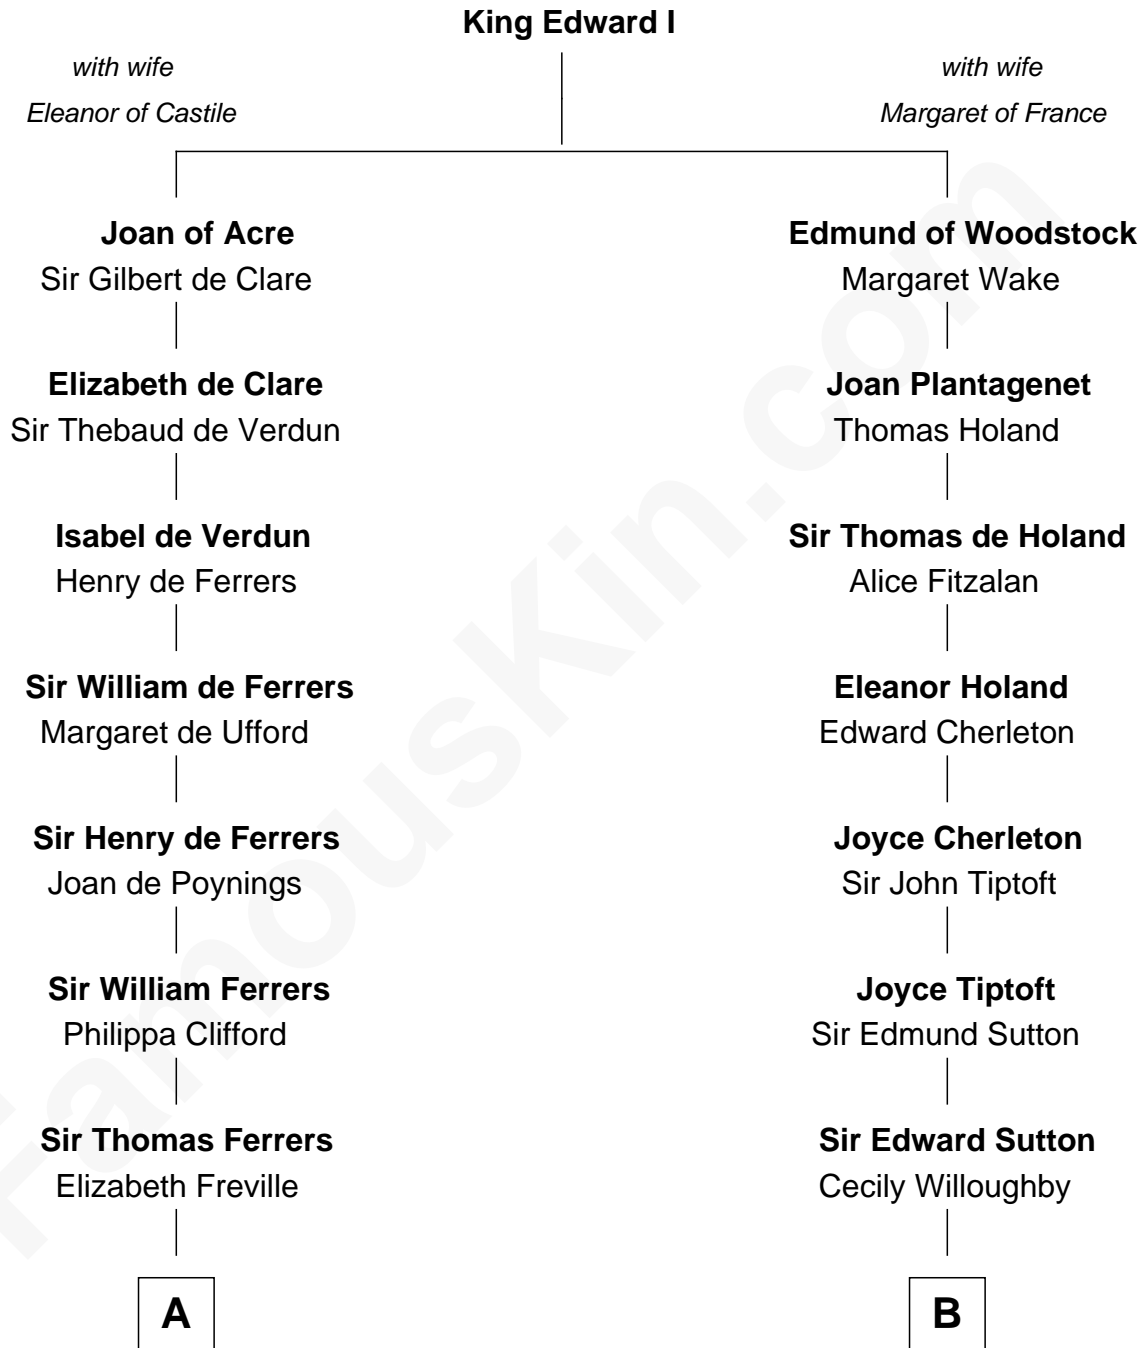 King Edward I
with wife
Eleanor of Castile
with wife
Margaret of France
Joan of Acre
Sir Gilbert de Clare
Elizabeth de Clare
Sir Thebaud de Verdun
Isabel de Verdun
Henry de Ferrers
Sir William de Ferrers
Margaret de Ufford
Sir Henry de Ferrers
Joan de Poynings
Sir William Ferrers
Philippa Clifford
Sir Thomas Ferrers
Elizabeth Freville
A
Edmund of Woodstock
Margaret Wake
Joan Plantagenet
Thomas Holand
Sir Thomas de Holand
Alice Fitzalan
Eleanor Holand
Edward Cherleton
Joyce Cherleton
Sir John Tiptoft
Joyce Tiptoft
Sir Edmund Sutton
Sir Edward Sutton
Cecily Willoughby
B
FamousKin.com